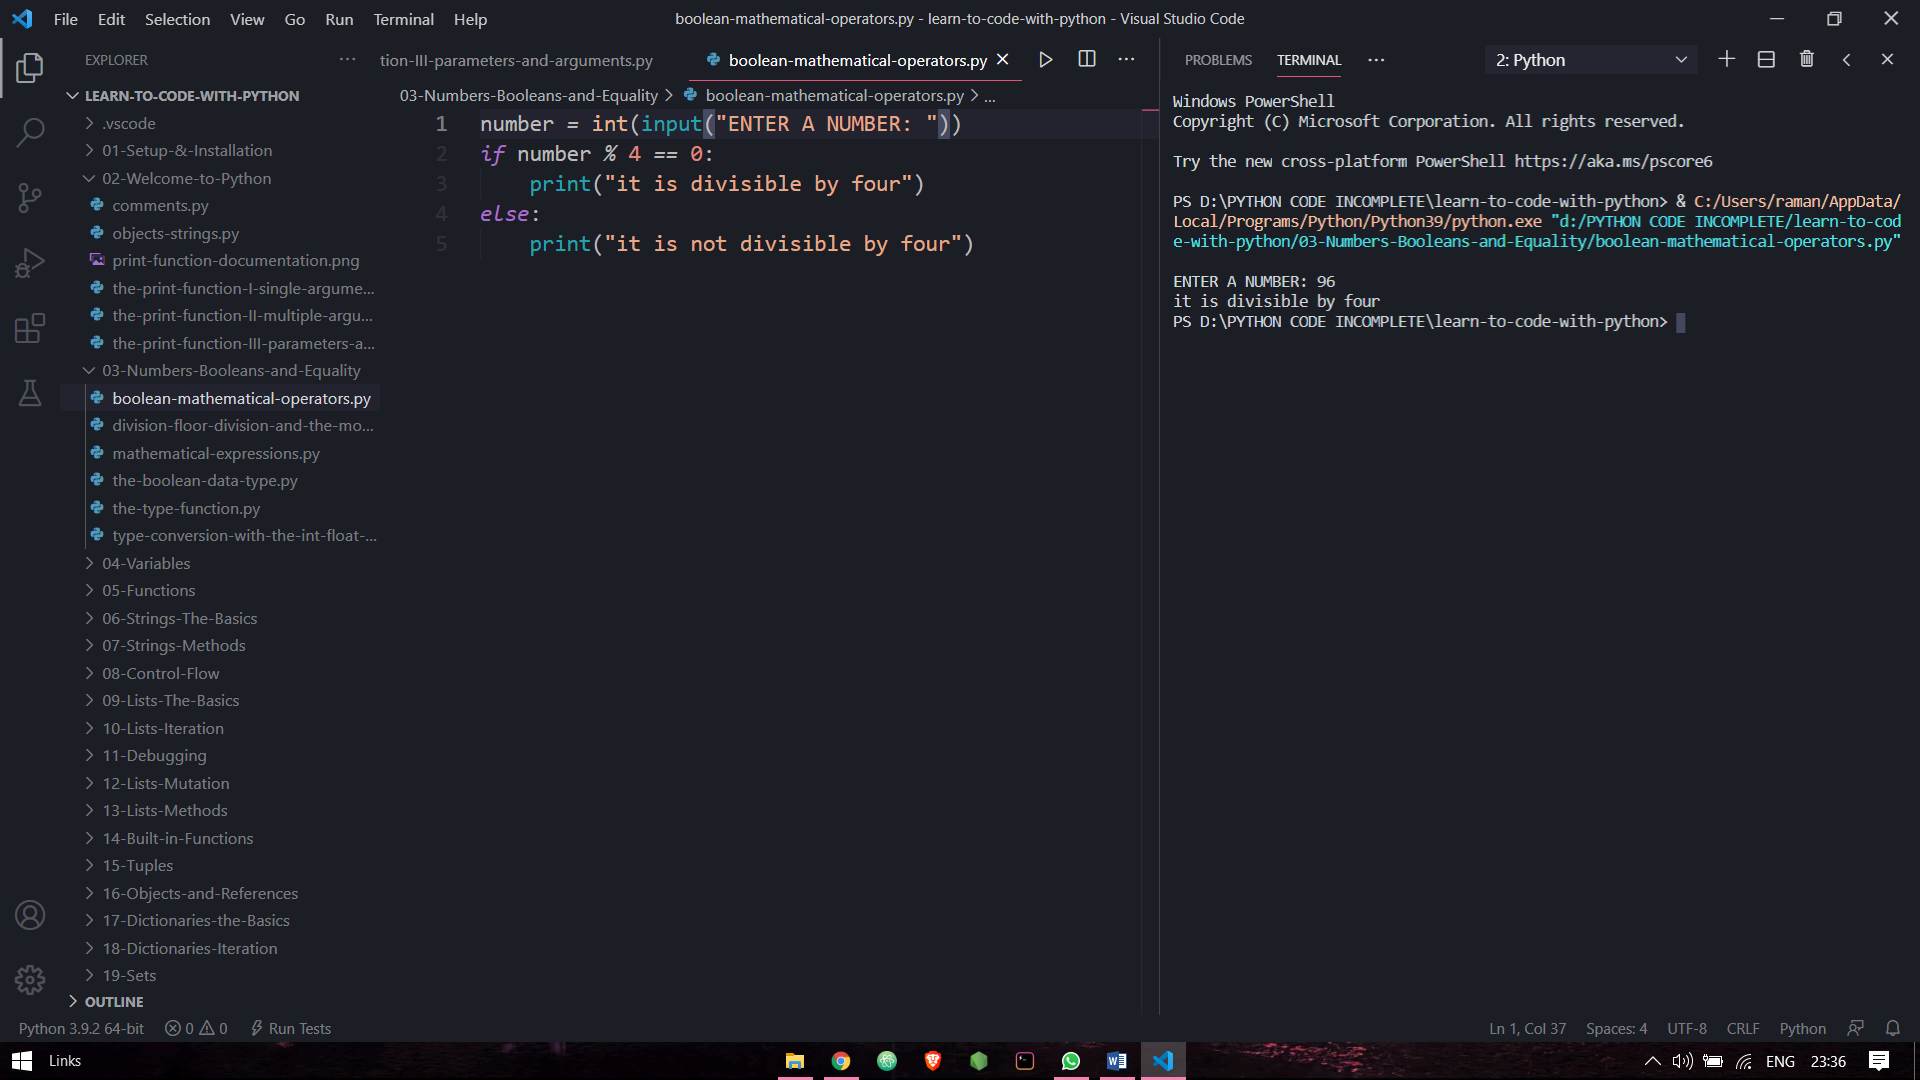 File Edit Selection View Go Run Terminal Help
boolean-mathematical-operators.py - learn-to-code-with-python - Visual Studio Code
EXPLORER
LEARN-TO-CODE-WITH-PYTHON
.vscode
01-Setup-&-Installation
02-Welcome-to-Python
comments.py
objects-strings.py
print-function-documentation.png
the-print-function-I-single-argume...
the-print-function-II-multiple-argu...
the-print-function-III-parameters-a...
03-Numbers-Booleans-and-Equality
boolean-mathematical-operators.py
division-floor-division-and-the-mo...
mathematical-expressions.py
the-boolean-data-type.py
the-type-function.py
type-conversion-with-the-int-float-...
04-Variables
05-Functions
06-Strings-The-Basics
07-Strings-Methods
08-Control-Flow
09-Lists-The-Basics
10-Lists-Iteration
11-Debugging
12-Lists-Mutation
13-Lists-Methods
14-Built-in-Functions
15-Tuples
16-Objects-and-References
17-Dictionaries-the-Basics
18-Dictionaries-Iteration
19-Sets
OUTLINE
tion-III-parameters-and-arguments.py
boolean-mathematical-operators.py
03-Numbers-Booleans-and-Equality > boolean-mathematical-operators.py > ...
1 number = int(input("ENTER A NUMBER: "))
2 if number % 4 == 0:
3 print("it is divisible by four")
4 else:
5 print("it is not divisible by four")
PROBLEMS TERMINAL ... 2: Python
Windows PowerShell
Copyright (C) Microsoft Corporation. All rights reserved.
Try the new cross-platform PowerShell https://aka.ms/pscore6
PS D:\PYTHON CODE INCOMPLETE\learn-to-code-with-python> & C:/Users/raman/AppData/
Local/Programs/Python/Python39/python.exe "d:/PYTHON CODE INCOMPLETE/learn-to-cod
e-with-python/03-Numbers-Booleans-and-Equality/boolean-mathematical-operators.py"
ENTER A NUMBER: 96
it is divisible by four
PS D:\PYTHON CODE INCOMPLETE\learn-to-code-with-python>
Python 3.9.2 64-bit 0 0 Run Tests
Ln 1, Col 37 Spaces: 4 UTF-8 CRLF Python
Links
ENG 23:36